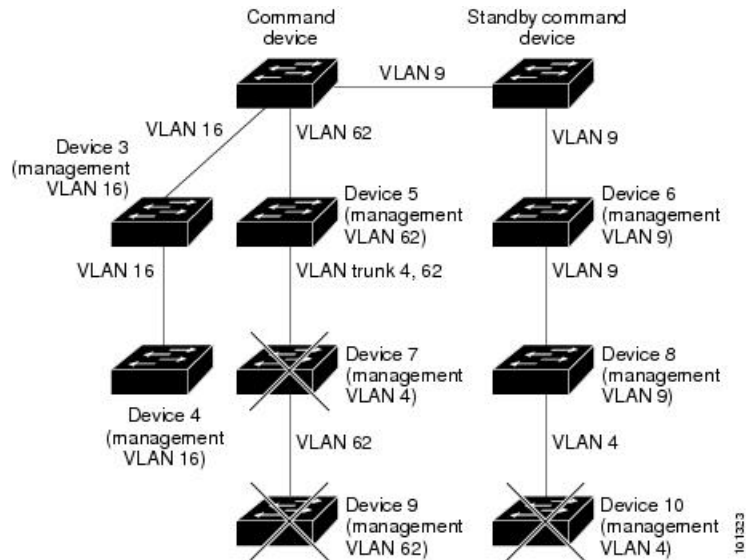 Command
device
Standby command
device
VLAN 9
VLAN 16
VLAN 62
VLAN 9
Device 3
(management
VLAN 16)
Device 5
(management
VLAN 62)
Device 6
(management
VLAN 9)
VLAN 16
VLAN trunk 4, 62
VLAN 9
Device 4
(management
VLAN 16)
Device 7
(management
VLAN 4)
Device 8
(management
VLAN 9)
VLAN 62
VLAN 4
Device 9
(management
VLAN 62)
Device 10
(management
VLAN 4)
101323